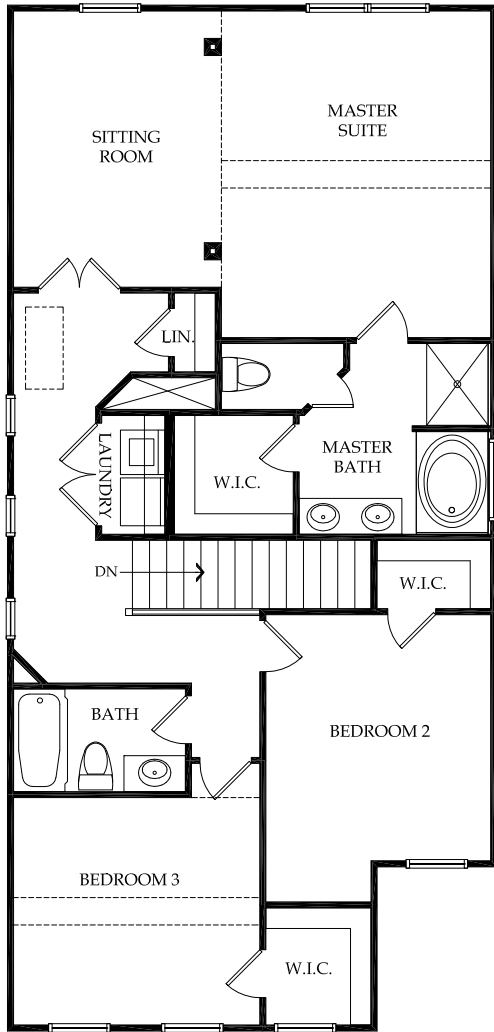 MASTER
SUITE
SITTING
ROOM
LIN.
LAUNDRY
W.I.C.
MASTER
BATH
DN
W.I.C.
BATH
BEDROOM 2
BEDROOM 3
W.I.C.